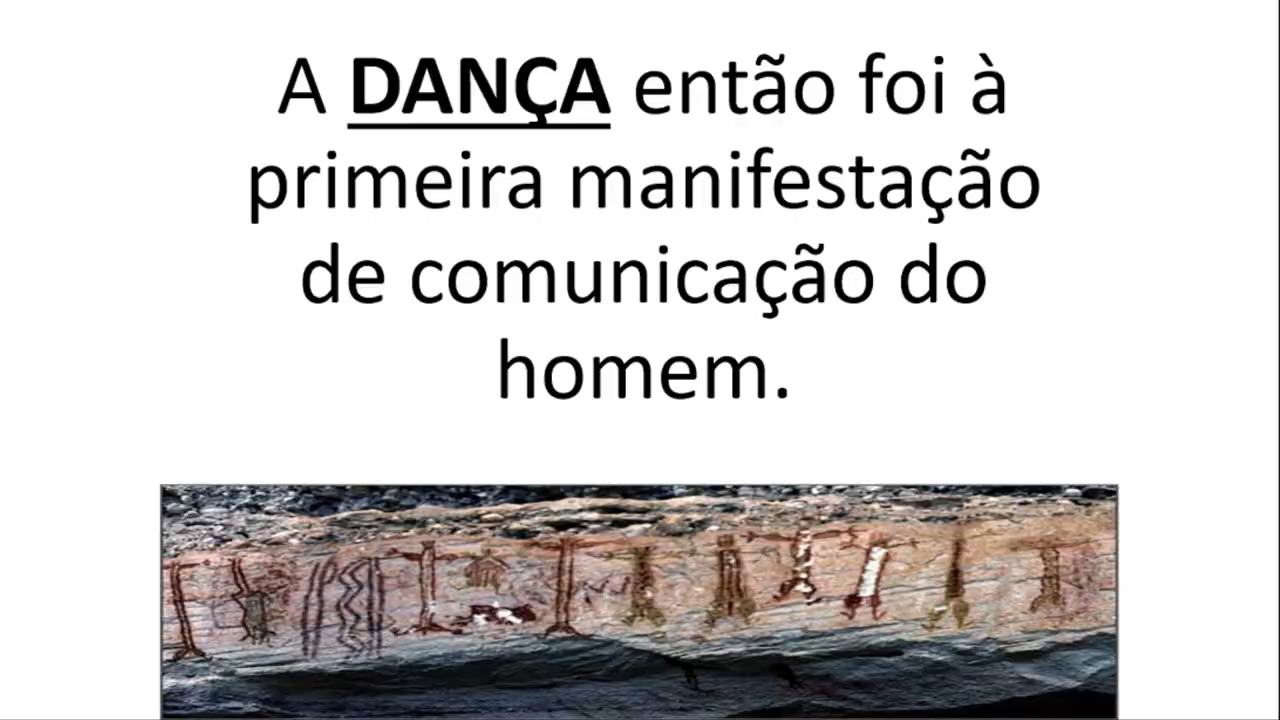 A DANÇA então foi à
primeira manifestação
de comunicação do
homem.